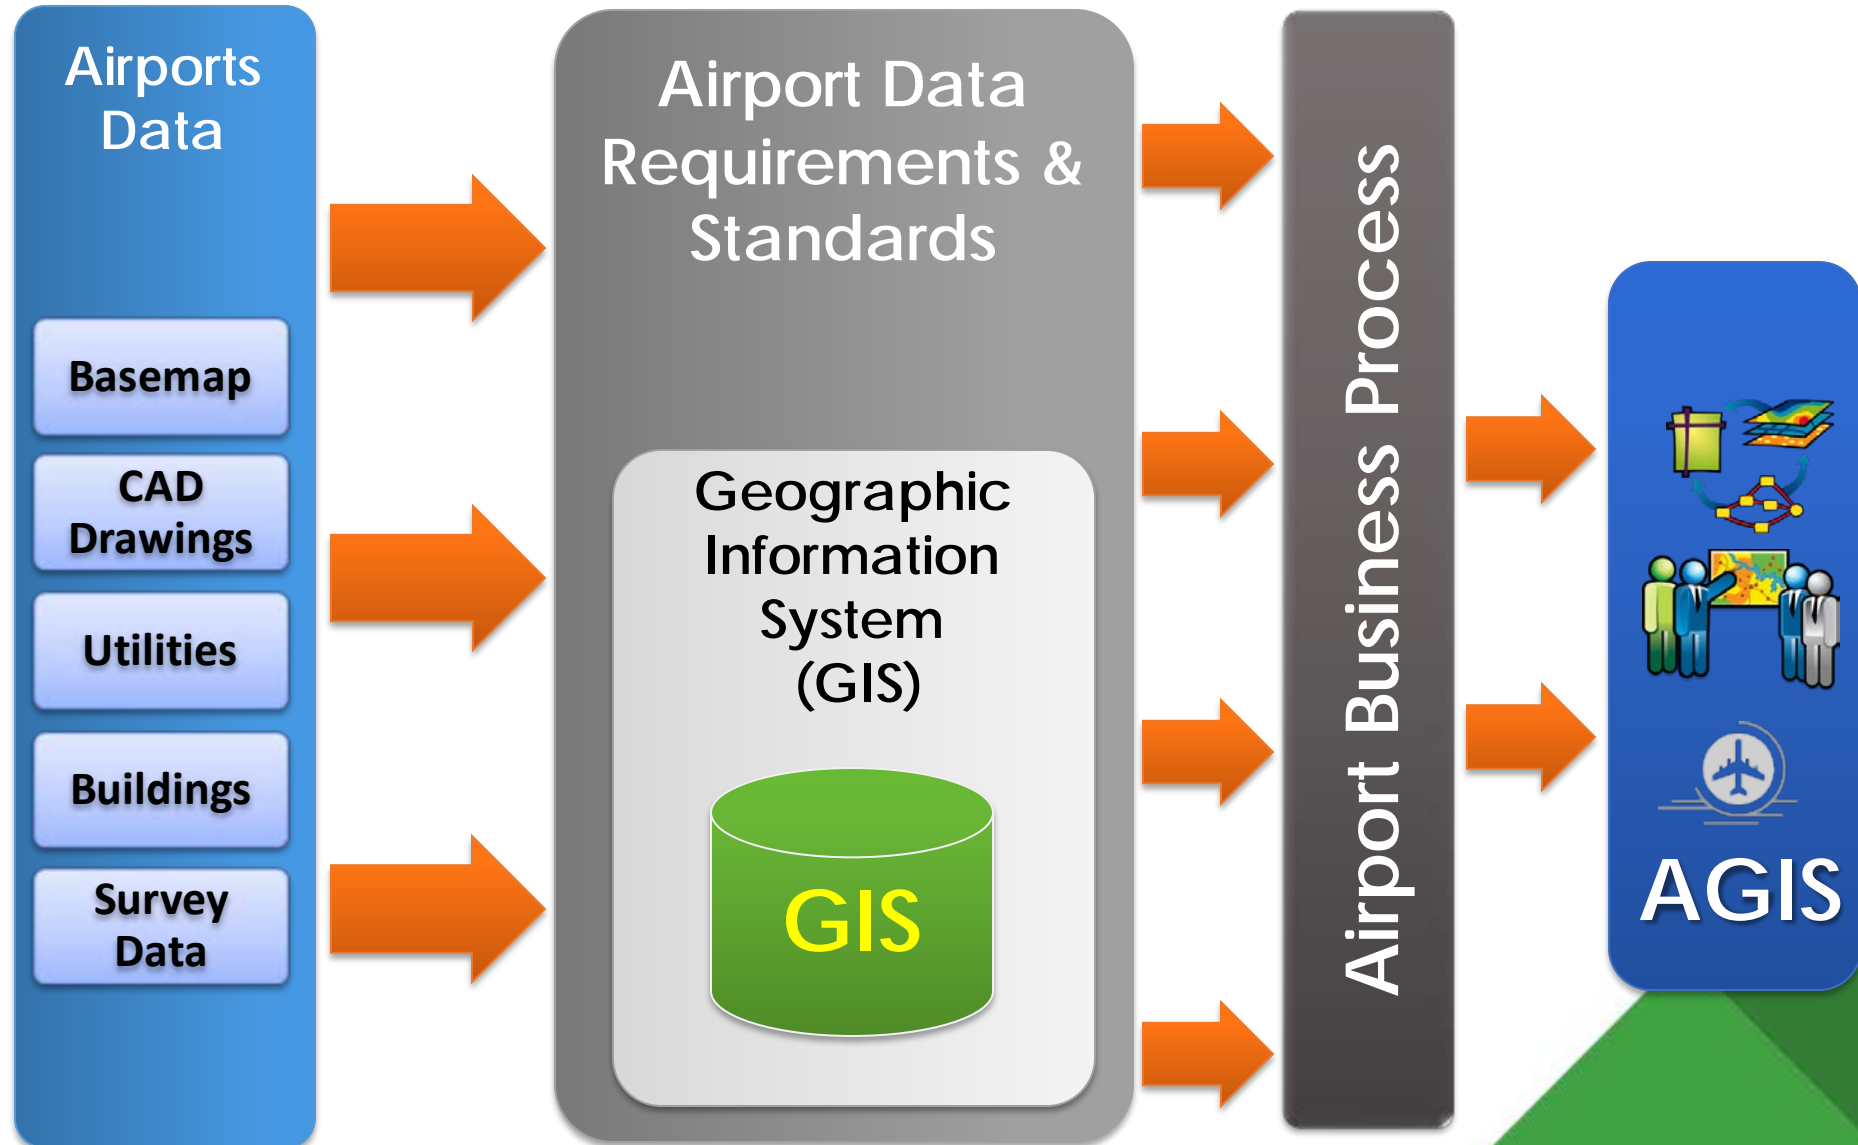 Airports
Data
Basemap
CAD
Drawings
Utilities
Buildings
Survey
Data
Airport Data
Requirements &
Standards
Geographic
Information
System
(GIS)
GIS
Airport Business Process
AGIS